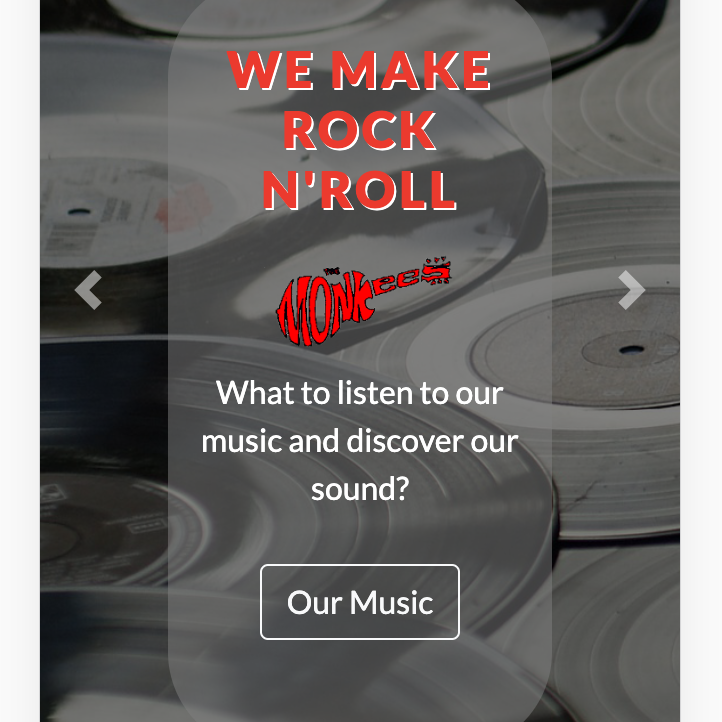 WE MAKE
ROCK
N'ROLL
THE
MONKEES
What to listen to our
music and discover our
sound?
Our Music